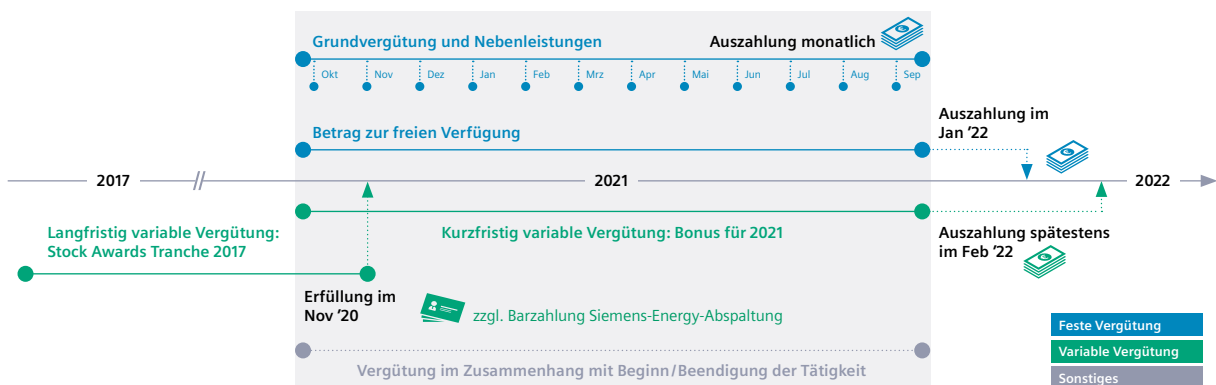 Grundvergütung und Nebenleistungen
Auszahlung monatlich
Okt Nov Dez Jan Feb Mrz Apr Mai Jun Jul Aug Sep
Betrag zur freien Verfügung
Auszahlung im
Jan ’22
2017
2021
2022
Langfristig variable Vergütung:
Stock Awards Tranche 2017
Kurzfristig variable Vergütung: Bonus für 2021
Auszahlung spätestens
im Feb ’22
Erfüllung im
Nov ’20
zzgl. Barzahlung Siemens-Energy-Abspaltung
Vergütung im Zusammenhang mit Beginn/Beendigung der Tätigkeit
Feste Vergütung
Variable Vergütung
Sonstiges